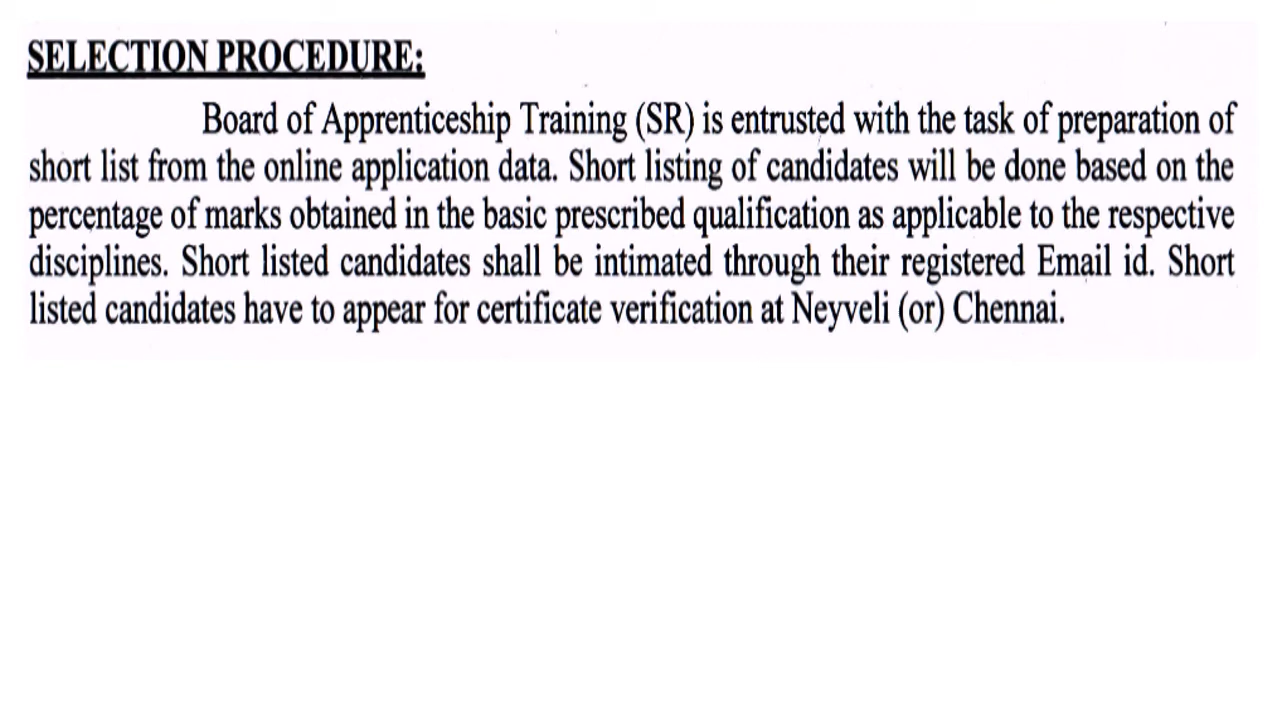 SELECTION PROCEDURE:
Board of Apprenticeship Training (SR) is entrusted with the task of preparation of
short list from the online application data. Short listing of candidates will be done based on the
percentage of marks obtained in the basic prescribed qualification as applicable to the respective
disciplines. Short listed candidates shall be intimated through their registered Email id. Short
listed candidates have to appear for certificate verification at Neyveli (or) Chennai.